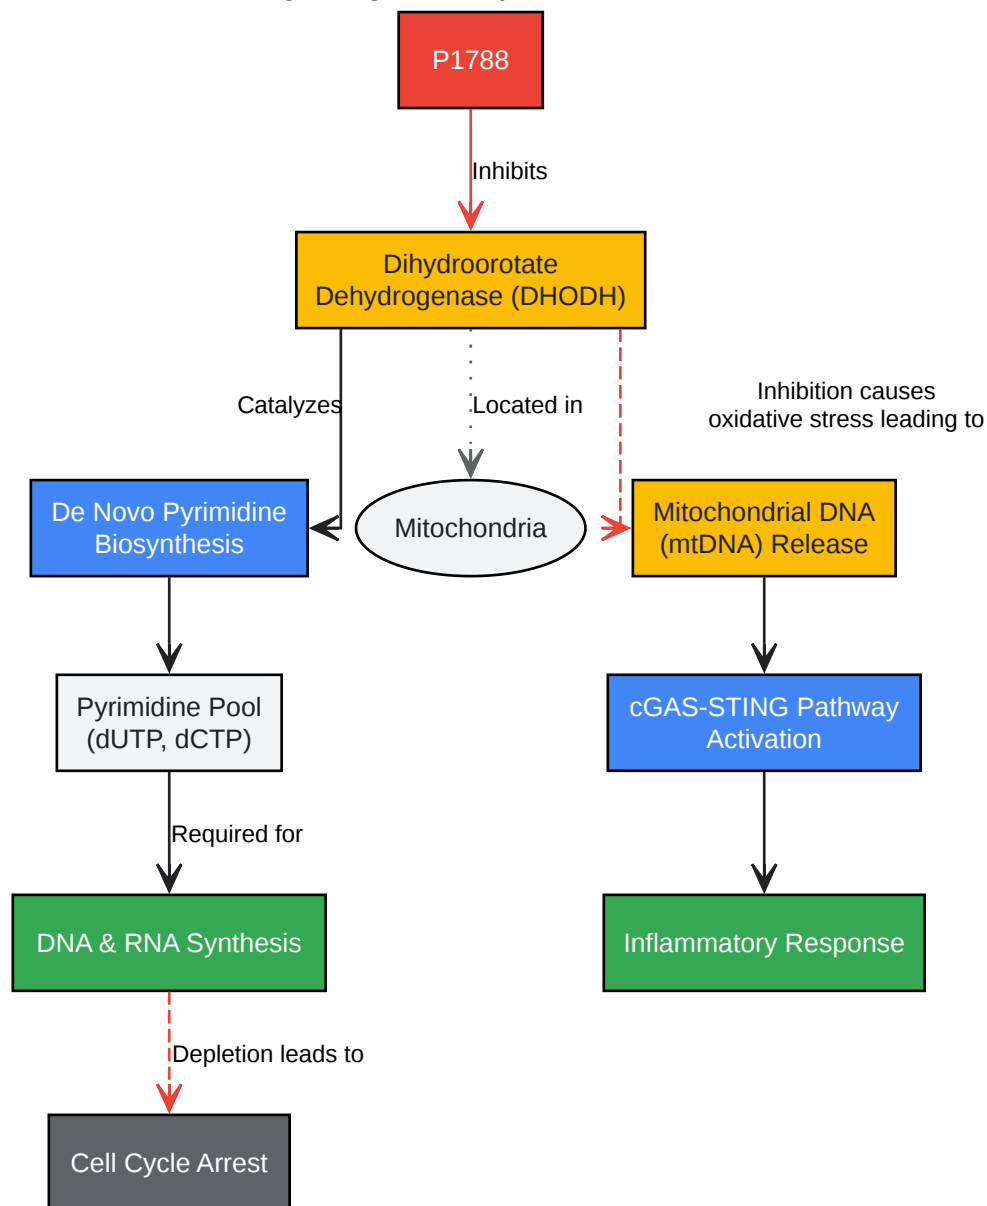 P1788
Inhibits
Dihydroorotate
Dehydrogenase (DHODH)
Catalyzes
Located in
Inhibition causes
oxidative stress leading to
De Novo Pyrimidine
Biosynthesis
Mitochondria
Mitochondrial DNA
(mtDNA) Release
Pyrimidine Pool
(dUTP, dCTP)
cGAS-STING Pathway
Activation
Required for
DNA & RNA Synthesis
Inflammatory Response
Depletion leads to
Cell Cycle Arrest